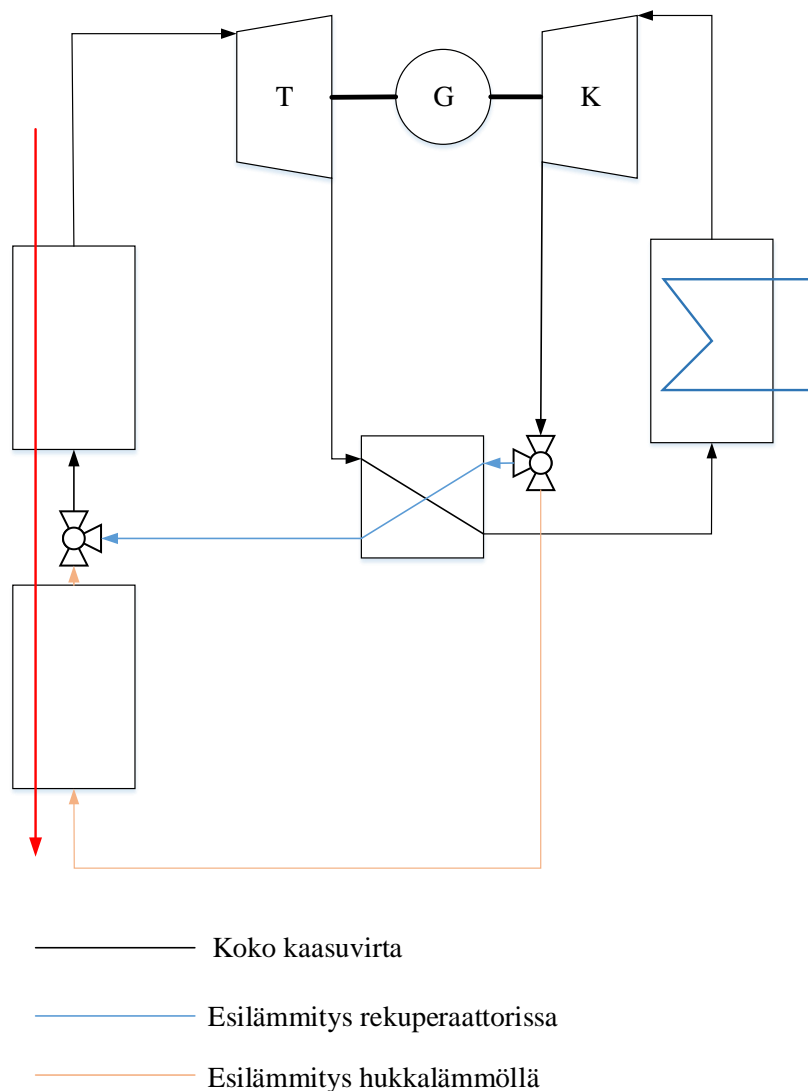 T
G
K
Koko kaasuvirta
Esilämmitys rekuperaattorissa
Esilämmitys hukkalämmöllä